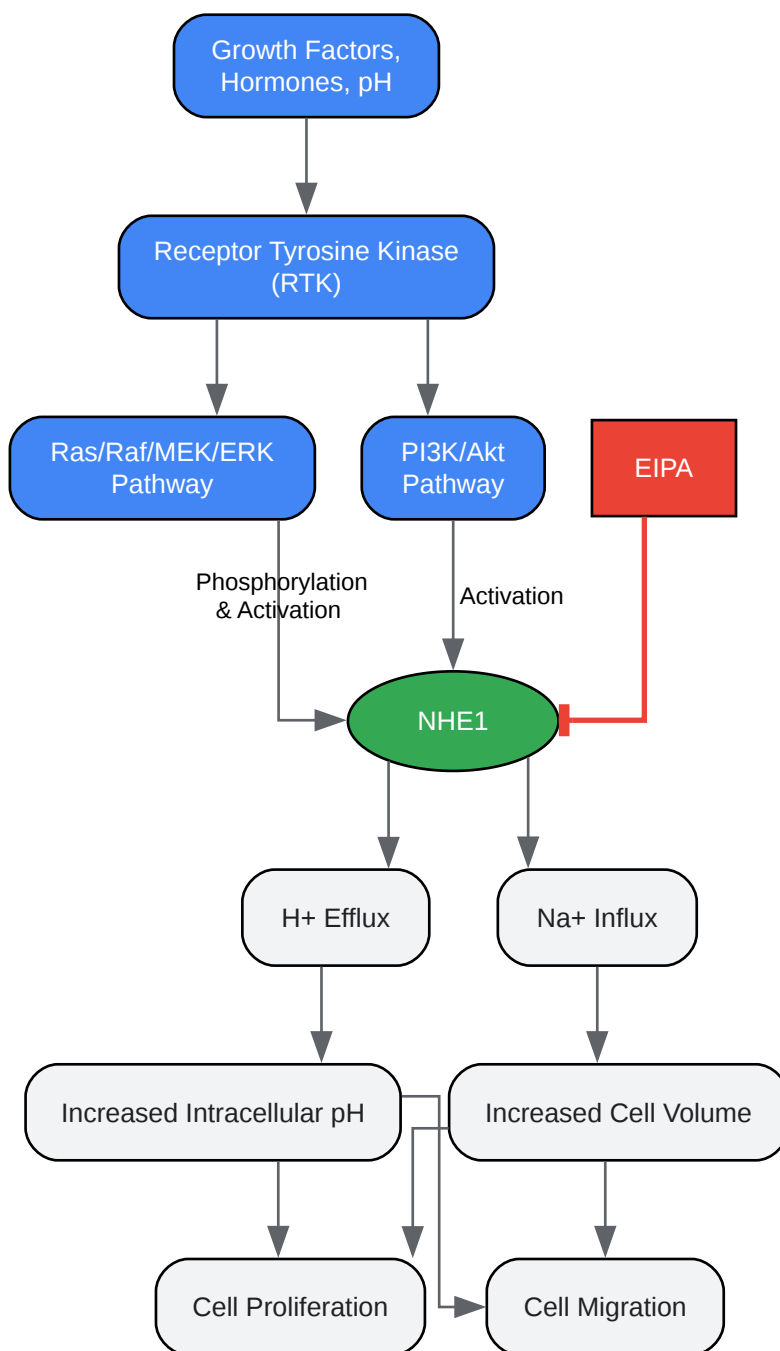 Growth Factors,
Hormones, pH
Receptor Tyrosine Kinase
(RTK)
Ras/Raf/MEK/ERK
Pathway
PI3K/Akt
Pathway
EIPA
Phosphorylation
& Activation
Activation
NHE1
H+ Efflux
Na+ Influx
Increased Intracellular pH
Increased Cell Volume
Cell Proliferation
Cell Migration